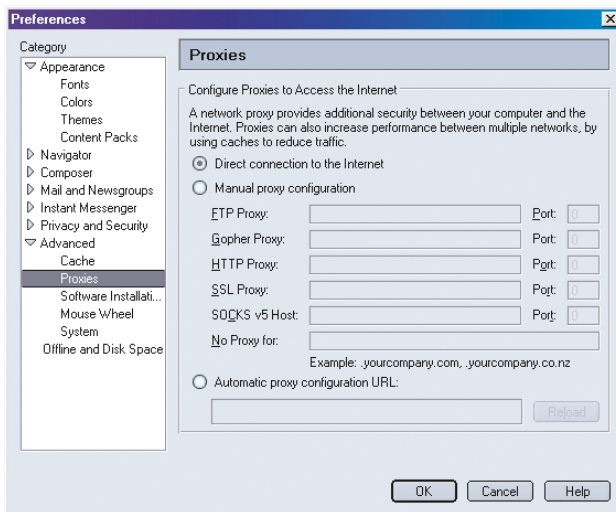 Preferences
Category
Appearance
Fonts
Colors
Themes
Content Packs
Navigator
Composer
Mail and Newsgroups
Instant Messenger
Privacy and Security
Advanced
Cache
Proxies
Software Installati...
Mouse Wheel
System
Offline and Disk Space
Proxies
Configure Proxies to Access the Internet
A network proxy provides additional security between your computer and the
Internet. Proxies can also increase performance between multiple networks, by
using caches to reduce traffic.
Direct connection to the Internet
Manual proxy configuration
FTP Proxy: Port: 0
Gopher Proxy: Port: 0
HTTP Proxy: Port: 0
SSL Proxy: Port: 0
SOCKS v5 Host: Port: 0
No Proxy for:
Example: .yourcompany.com, .yourcompany.co.nz
Automatic proxy configuration URL:
Reload
OK Cancel Help